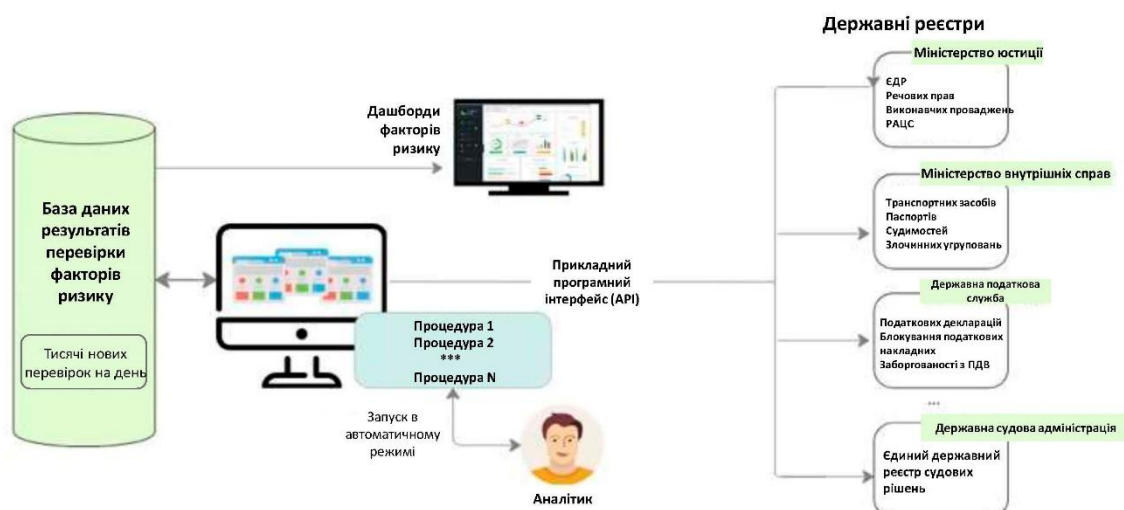 Державні реєстри
Міністерство юстиції
ЄДР
Речових прав
Виконавчих проваджень
РАЦС
Дашборди
факторів
ризику
Міністерство внутрішніх справ
Транспортних засобів
Паспортів
Судимостей
Злочинних угруповань
База даних
результатів
перевірки
факторів
ризику
Тисячі нових
перевірок на день
Прикладний
програмний
інтерфейс (API)
Процедура 1
Процедура 2
***
Процедура N
Запуск в
автоматичному
режимі
Аналітик
Державна податкова
служба
Податкових декларацій
Блокування податкових
накладних
Заборгованості з ПДВ
...
Державна судова адміністрація
Єдиний державний
реєстр судових
рішень